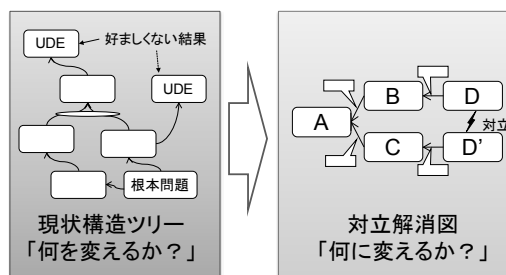 UDE
好ましくない結果
UDE
根本問題
現状構造ツリー
「何を変えるか？」
A
B
D
対立
C
D'
対立解消図
「何に変えるか？」